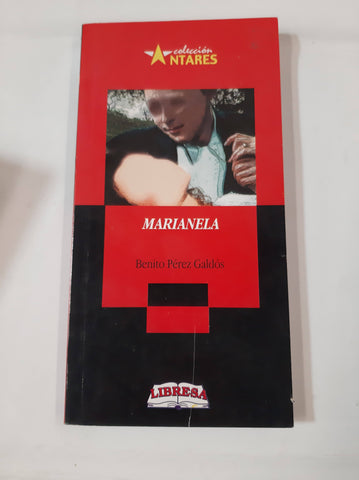 colección
ANTARES
MARIANELA
Benito Pérez Galdós
LIBRESA